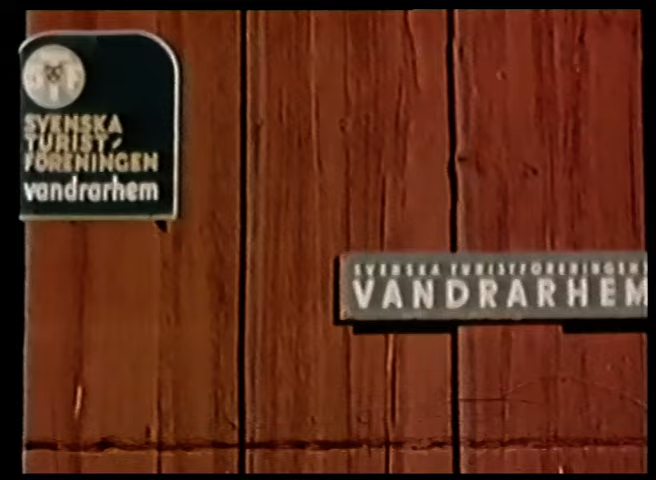 SVENSKA
TURIST-
FÖRENINGEN
vandrarhem
SVENSKA TURISTFÖRENINGENS
VANDRARHEM